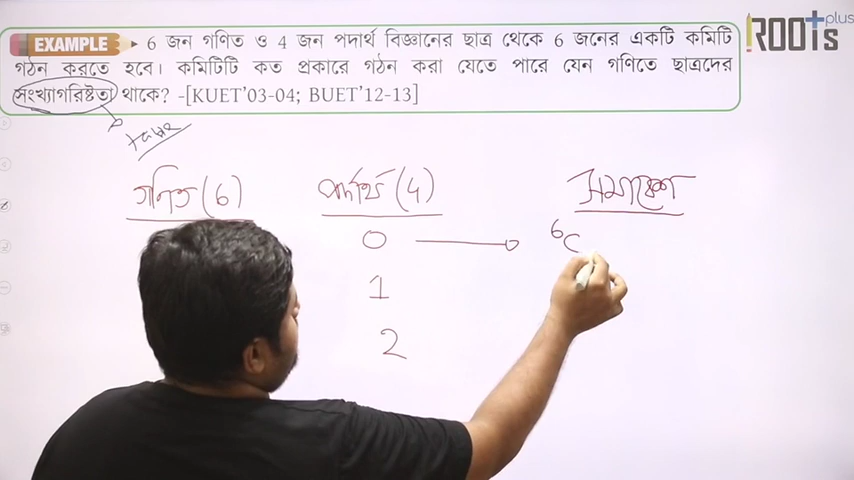 EXAMPLE 6 জন গণিত ও 4 জন পদার্থ বিজ্ঞানের ছাত্র থেকে 6 জনের একটি কমিটি
গঠন করতে হবে। কমিটিটি কত প্রকারে গঠন করা যেতে পারে যেন গণিতে ছাত্রদের
সংখ্যাগরিষ্টতা থাকে? -[KUET'03-04; BUET'12-13]
ROOTs plus
গণিত (6) পদার্থ (4) সমাবেশ
0 6C
1
2